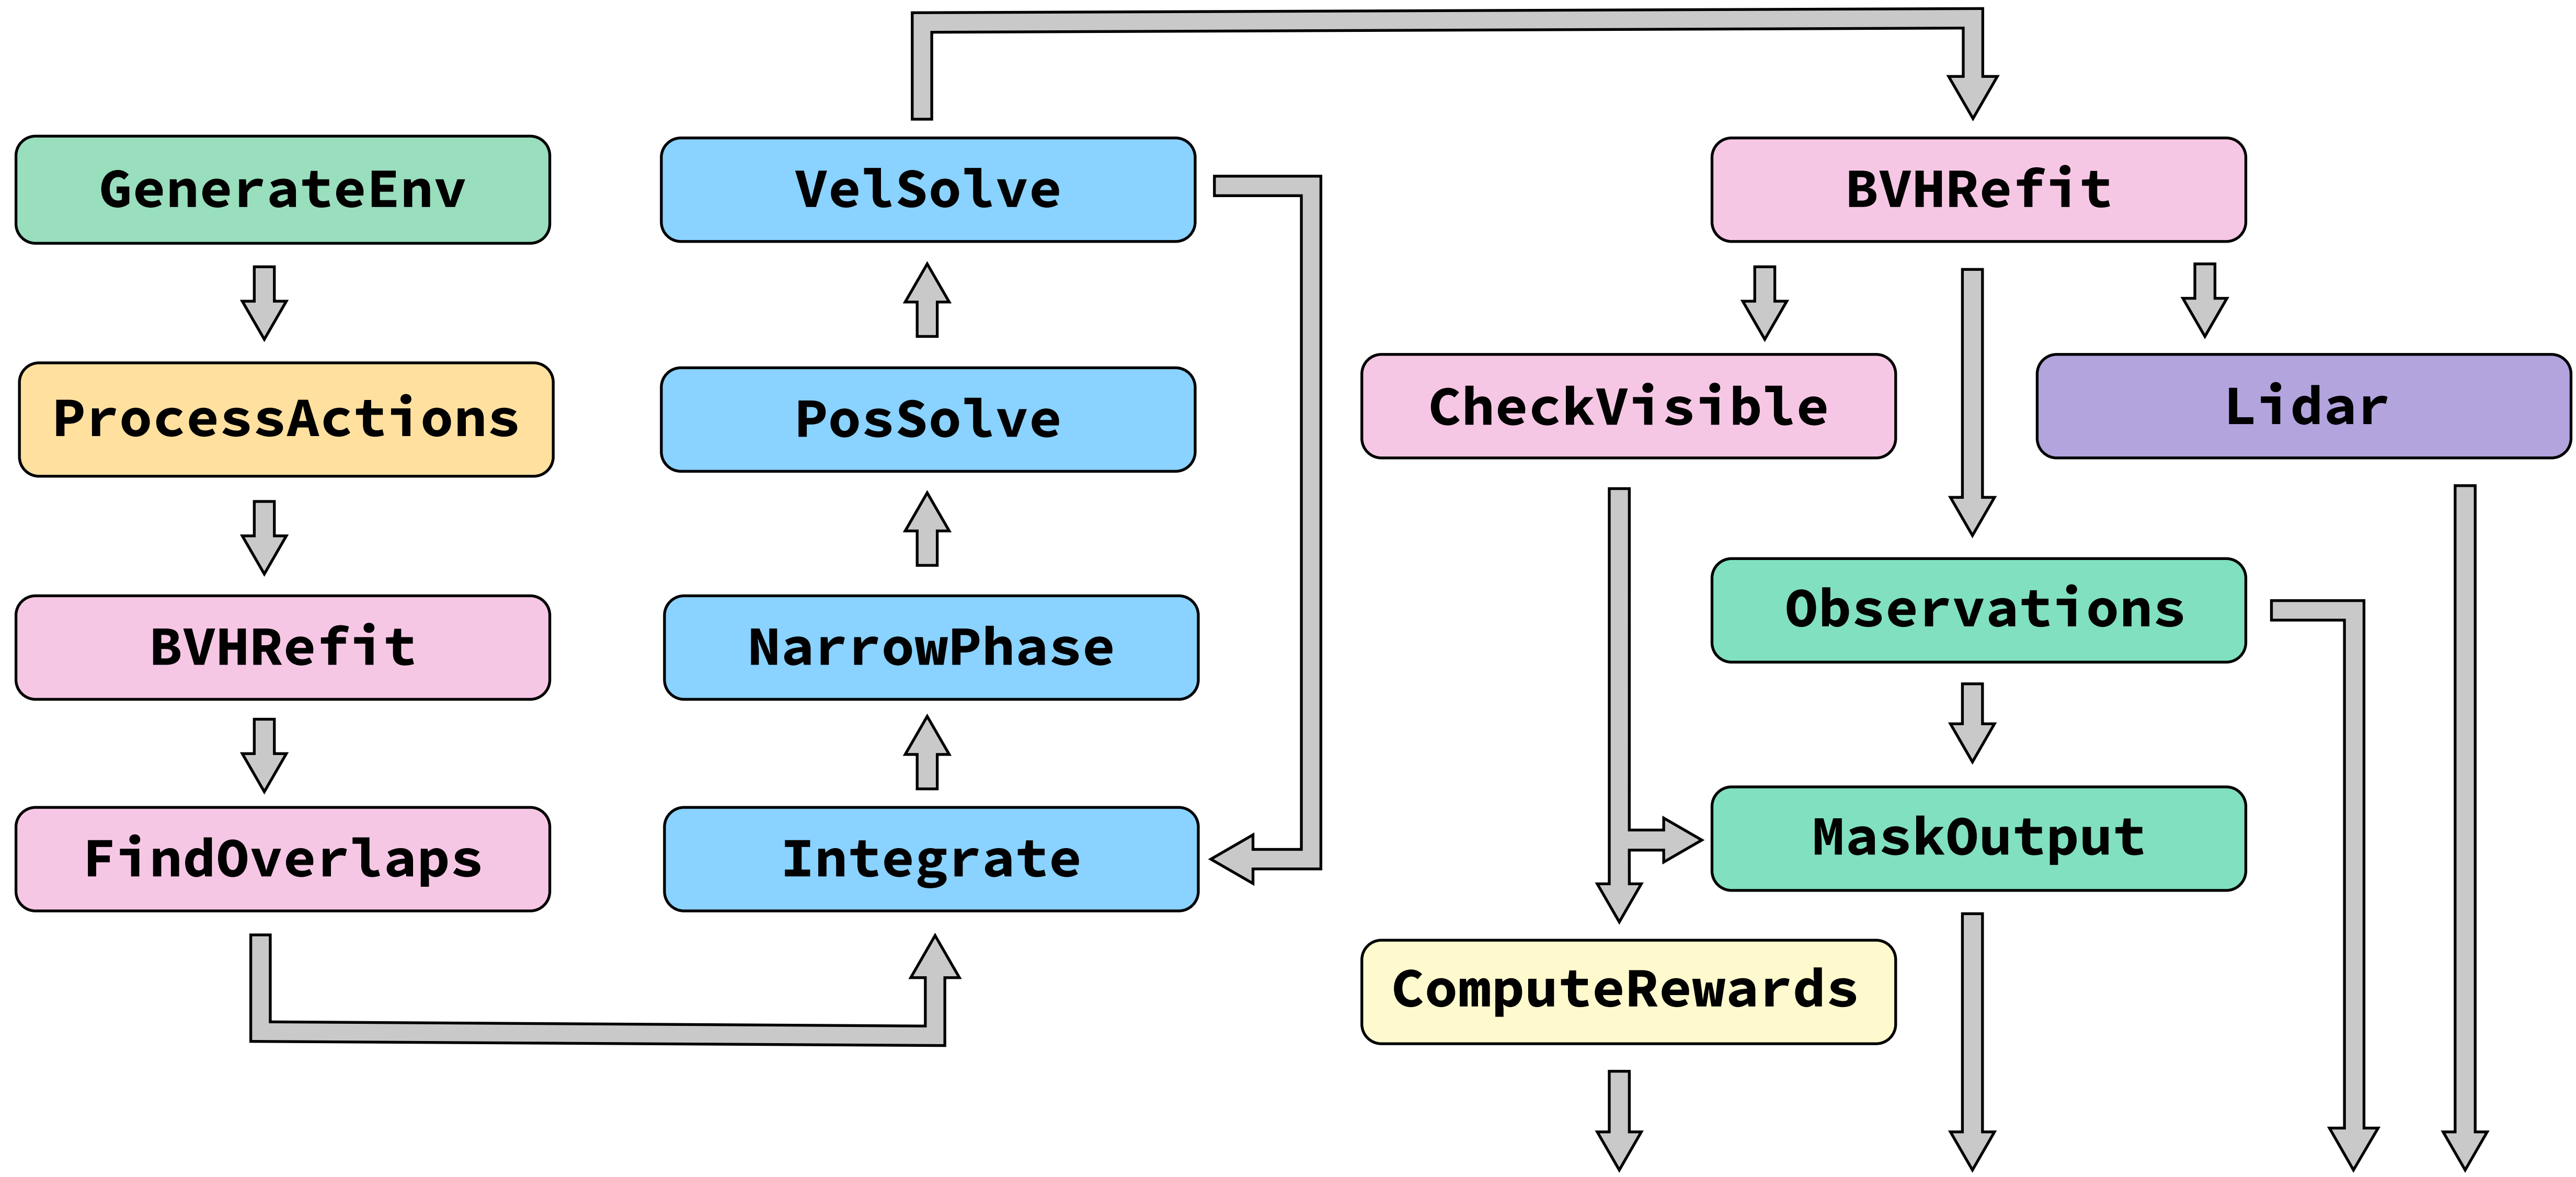 GenerateEnv
ProcessActions
BVHRefit
FindOverlaps
VelSolve
PosSolve
NarrowPhase
Integrate
BVHRefit
CheckVisible
Lidar
Observations
MaskOutput
ComputeRewards